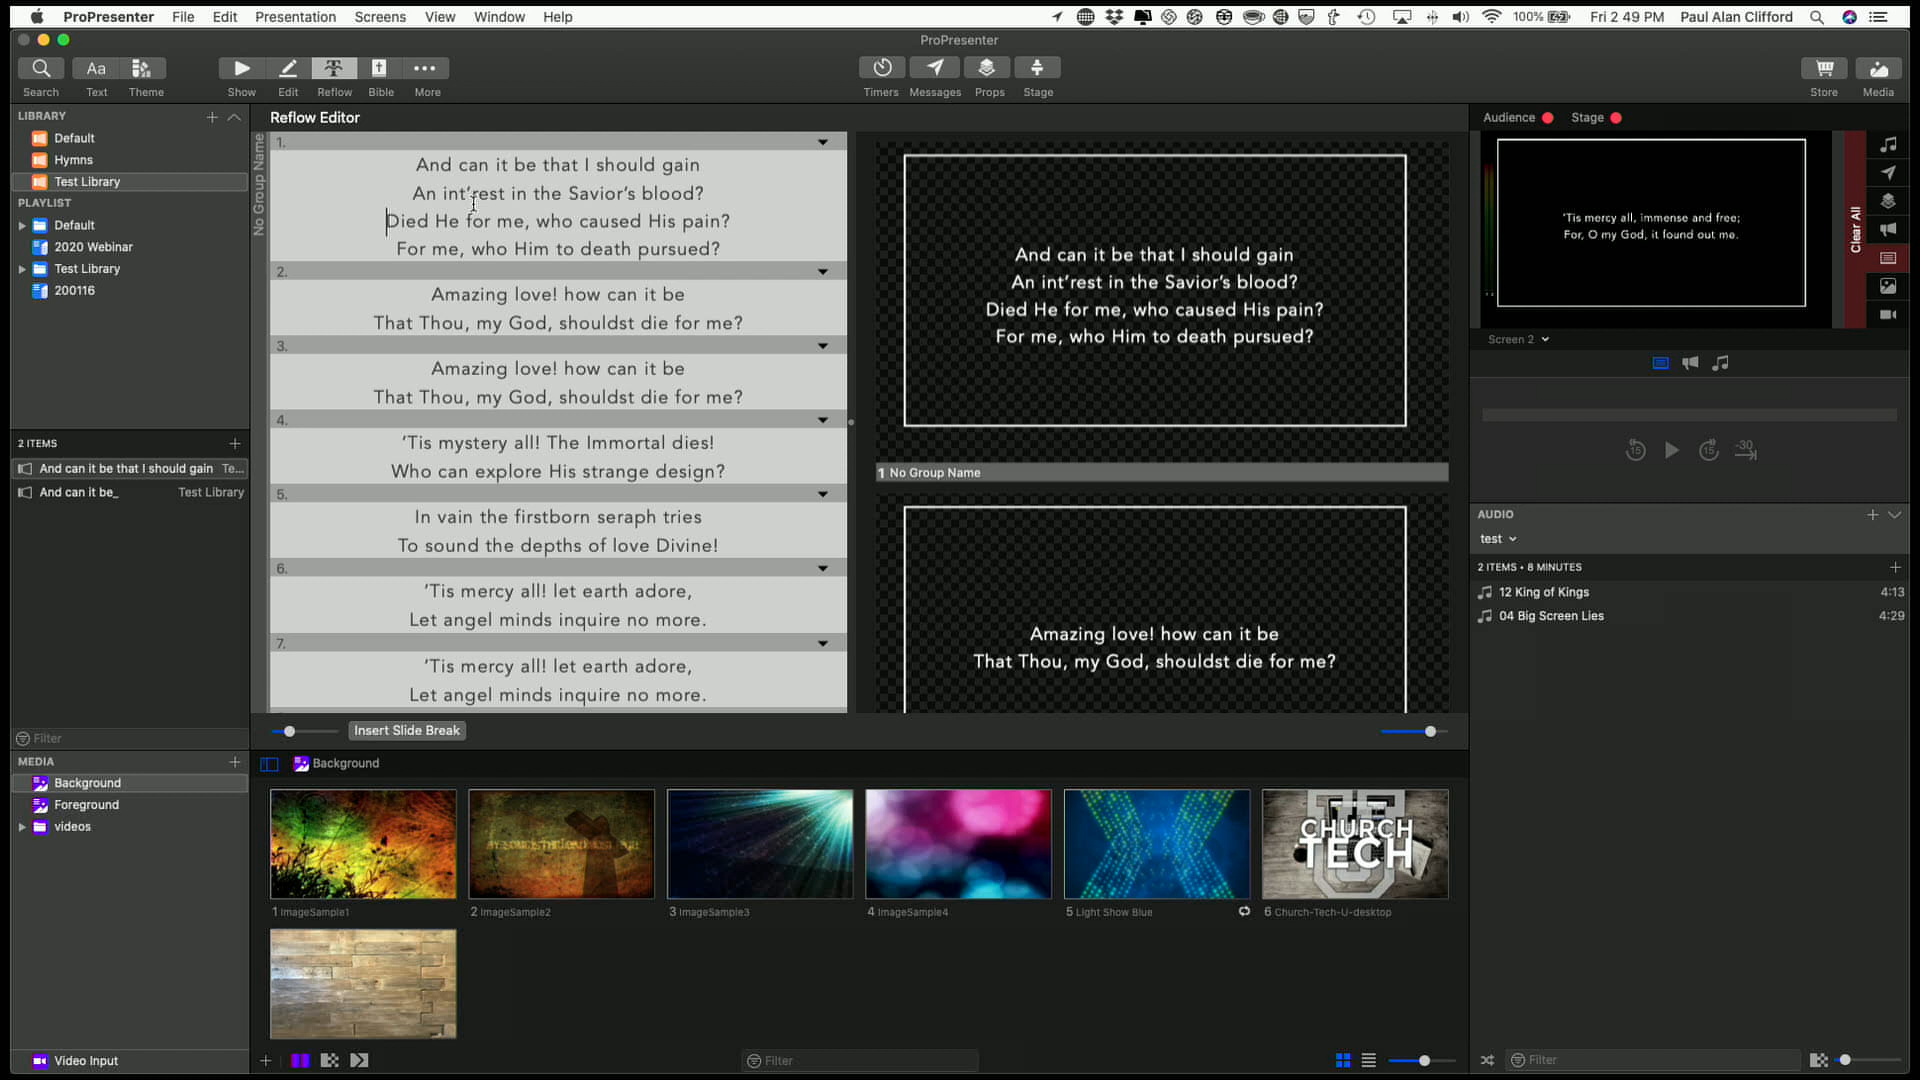 ProPresenter File Edit Presentation Screens View Window Help
100% Fri 2 49 PM Paul Alan Clifford
ProPresenter
Aa
Search Text Theme Show Edit Reflow Bible More
Timers Messages Props Stage
Store Media
LIBRARY
Default
Hymns
Test Library
PLAYLIST
Default
2020 Webinar
Test Library
200116
2 ITEMS
And can it be that I should gain Te...
And can it be_ Test Library
Filter
MEDIA
Background
Foreground
videos
Video Input
Reflow Editor
No Group Name
1.
And can it be that I should gain
An int’rest in the Savior’s blood?
Died He for me, who caused His pain?
For me, who Him to death pursued?
2.
Amazing love! how can it be
That Thou, my God, shouldst die for me?
3.
Amazing love! how can it be
That Thou, my God, shouldst die for me?
4.
’Tis mystery all! The Immortal dies!
Who can explore His strange design?
5.
In vain the firstborn seraph tries
To sound the depths of love Divine!
6.
’Tis mercy all! let earth adore,
Let angel minds inquire no more.
7.
’Tis mercy all! let earth adore,
Let angel minds inquire no more.
Insert Slide Break
And can it be that I should gain
An int’rest in the Savior’s blood?
Died He for me, who caused His pain?
For me, who Him to death pursued?
1 No Group Name
Amazing love! how can it be
That Thou, my God, shouldst die for me?
Background
CHURCH
TECH
1 ImageSample1
2 ImageSample2
3 ImageSample3
4 ImageSample4
5 Light Show Blue
6 Church-Tech-U-desktop
Filter
Audience Stage
’Tis mercy all, immense and free;
For, O my God, it found out me.
Clear All
Screen 2
15 15 -30
AUDIO
test
2 ITEMS • 8 MINUTES
12 King of Kings 4:13
04 Big Screen Lies 4:29
Filter